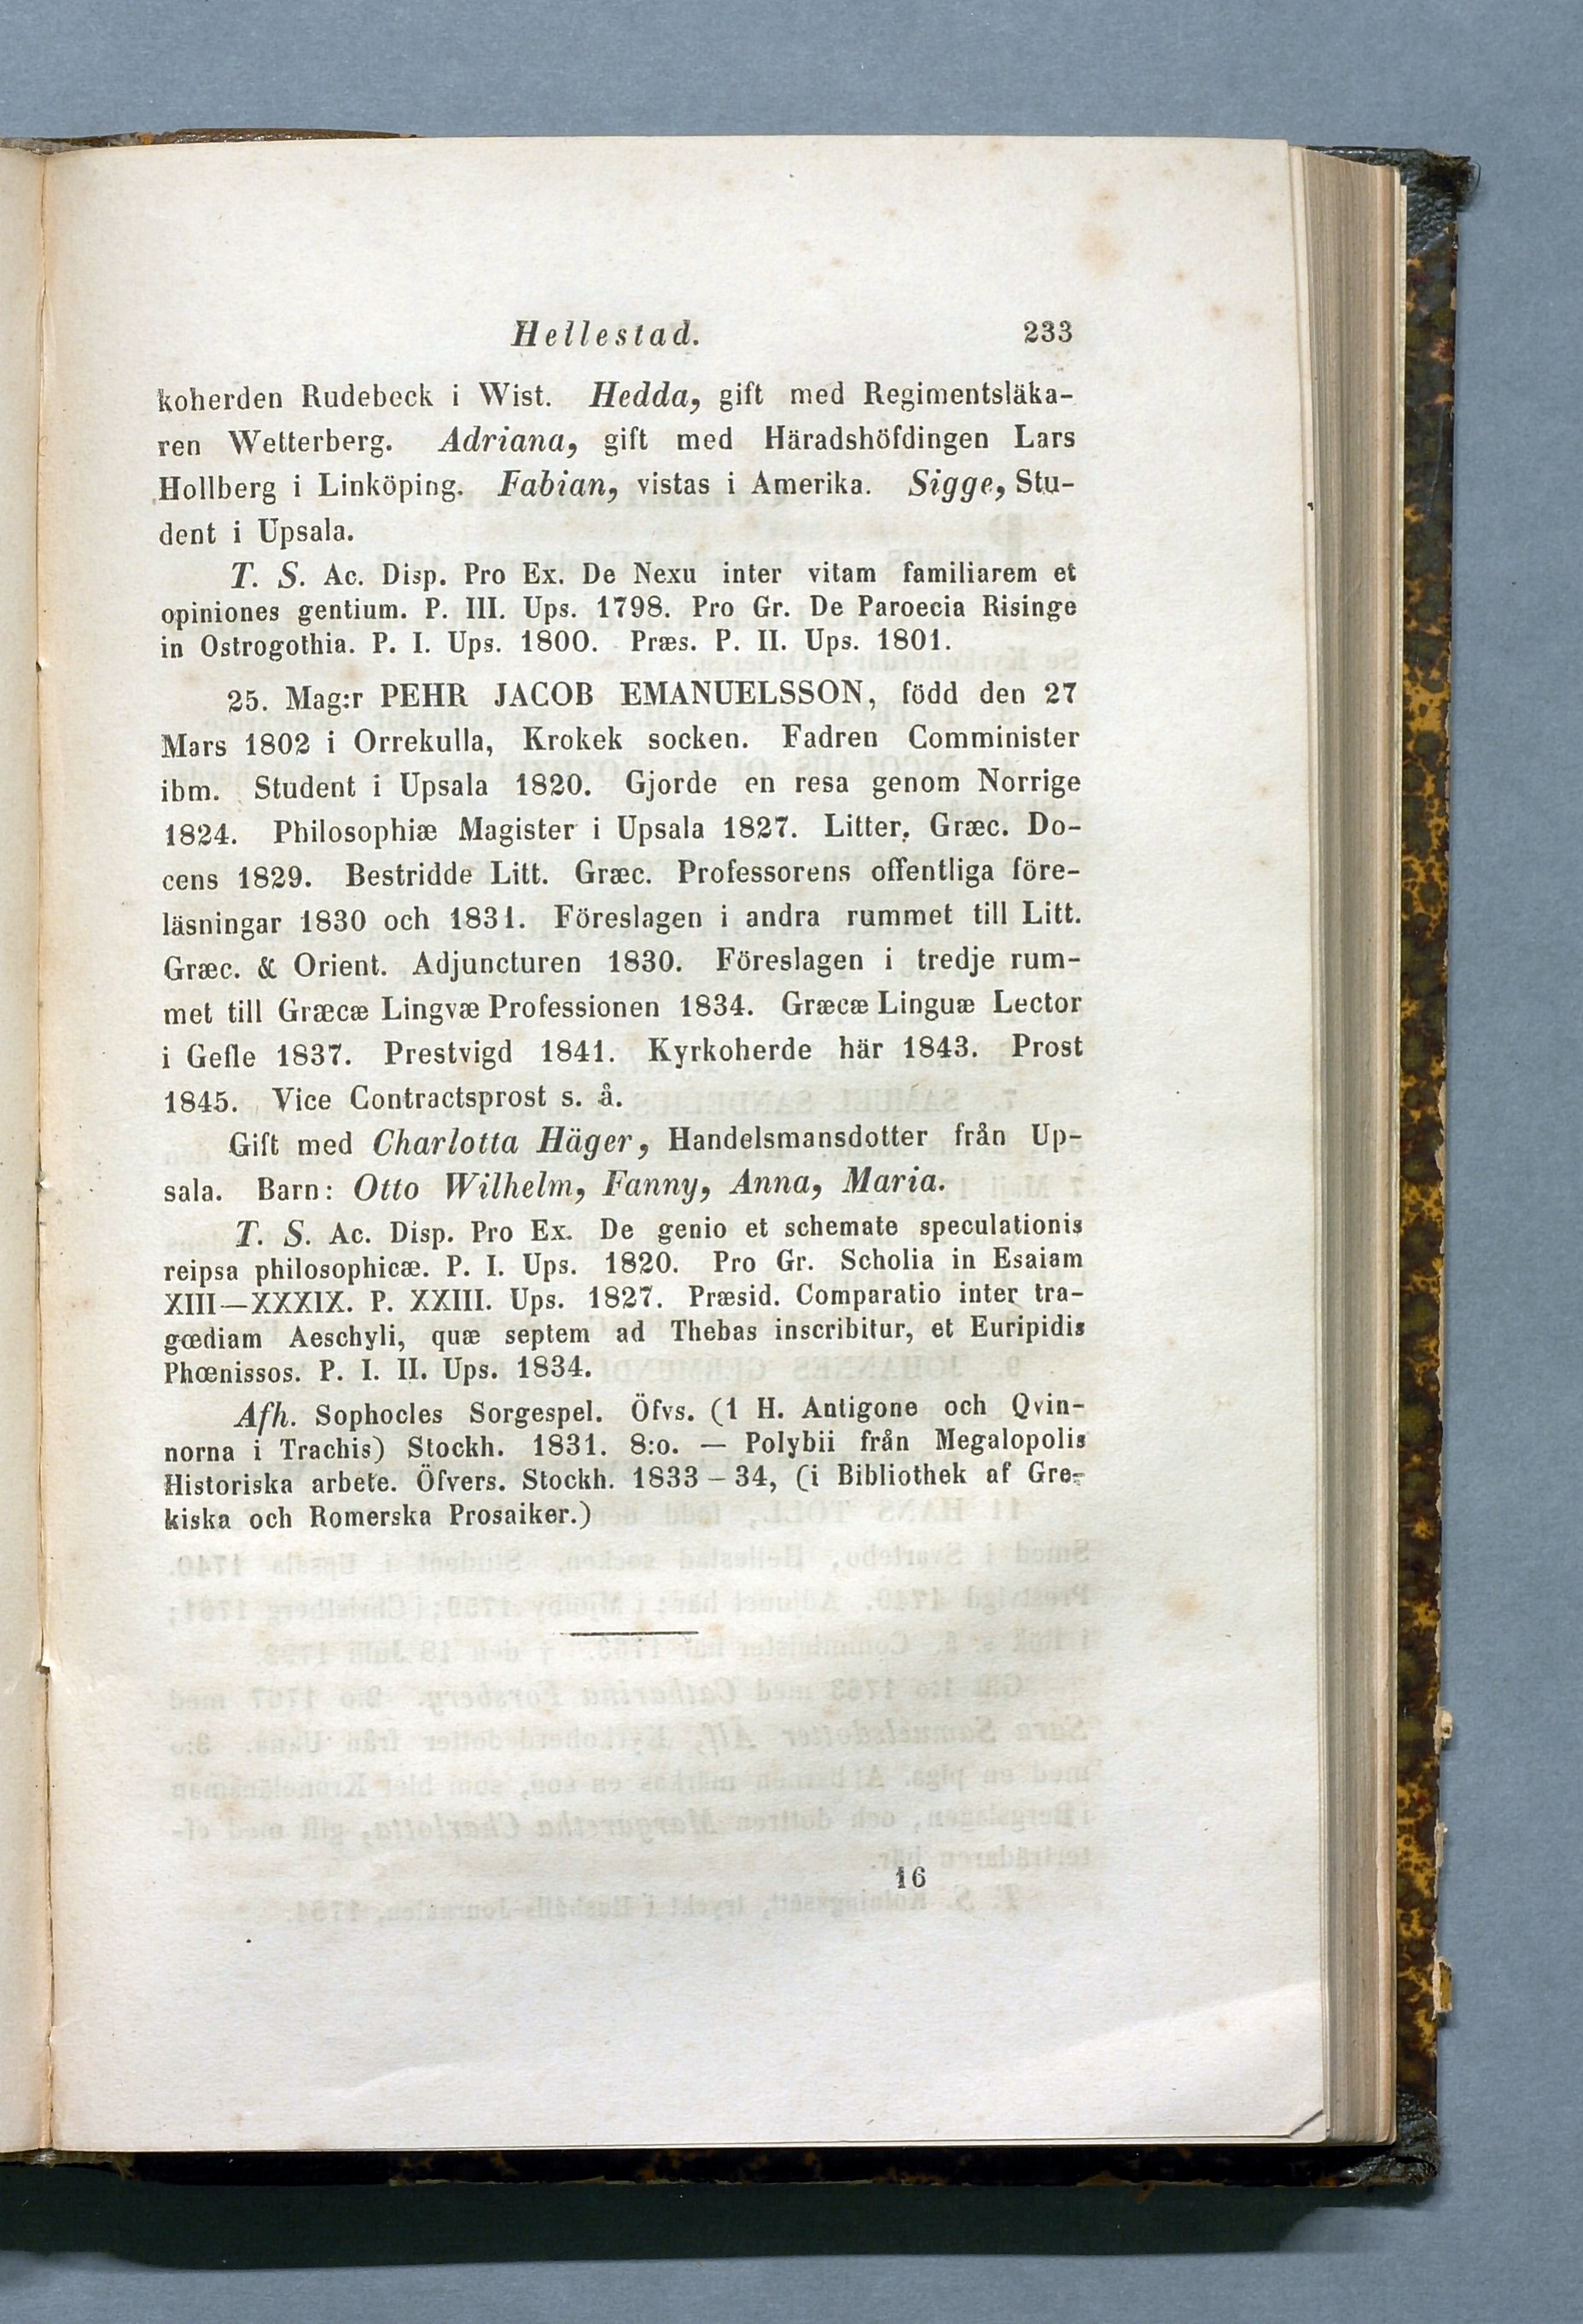 Hellestad. 233
koherden Rudebeck i Wist. Hedda, gift med Regimentsläka-
ren Wetterberg. Adriana, gift med Häradshöfdingen Lars
Hollberg i Linköping. Fabian, vistas i Amerika. Sigge, Stu-
dent i Upsala.
T. S. Ac. Disp. Pro Ex. De Nexu inter vitam familiarem et
opiniones gentium. P. III. Ups. 1798. Pro Gr. De Paroecia Risinge
in Ostrogothia. P. I. Ups. 1800. Præs. P. II. Ups. 1801.
25. Mag:r PEHR JACOB EMANUELSSON, född den 27
Mars 1802 i Orrekulla, Krokek socken. Fadren Comminister
ibm. Student i Upsala 1820. Gjorde en resa genom Norrige
1824. Philosophiæ Magister i Upsala 1827. Litter. Græc. Do-
cens 1829. Bestridde Litt. Græc. Professorens offentliga före-
läsningar 1830 och 1831. Föreslagen i andra rummet till Litt.
Græc. & Orient. Adjuncturen 1830. Föreslagen i tredje rum-
met till Græcæ Lingvæ Professionen 1834. Græcæ Linguæ Lector
i Gefle 1837. Prestvigd 1841. Kyrkoherde här 1843. Prost
1845. Vice Contractsprost s. å.
Gift med Charlotta Häger, Handelsmansdotter från Up-
sala. Barn: Otto Wilhelm, Fanny, Anna, Maria.
T. S. Ac. Disp. Pro Ex. De genio et schemate speculationis
reipsa philosophicæ. P. I. Ups. 1820. Pro Gr. Scholia in Esaiam
XIII—XXXIX. P. XXIII. Ups. 1827. Præsid. Comparatio inter tra-
gœdiam Aeschyli, quæ septem ad Thebas inscribitur, et Euripidis
Phœnissos. P. I. II. Ups. 1834.
Afh. Sophocles Sorgespel. Öfvs. (1 H. Antigone och Qvin-
norna i Trachis) Stockh. 1831. 8:o. — Polybii från Megalopolis
Historiska arbete. Öfvers. Stockh. 1833–34, (i Bibliothek af Gre-
kiska och Romerska Prosaiker.)
16